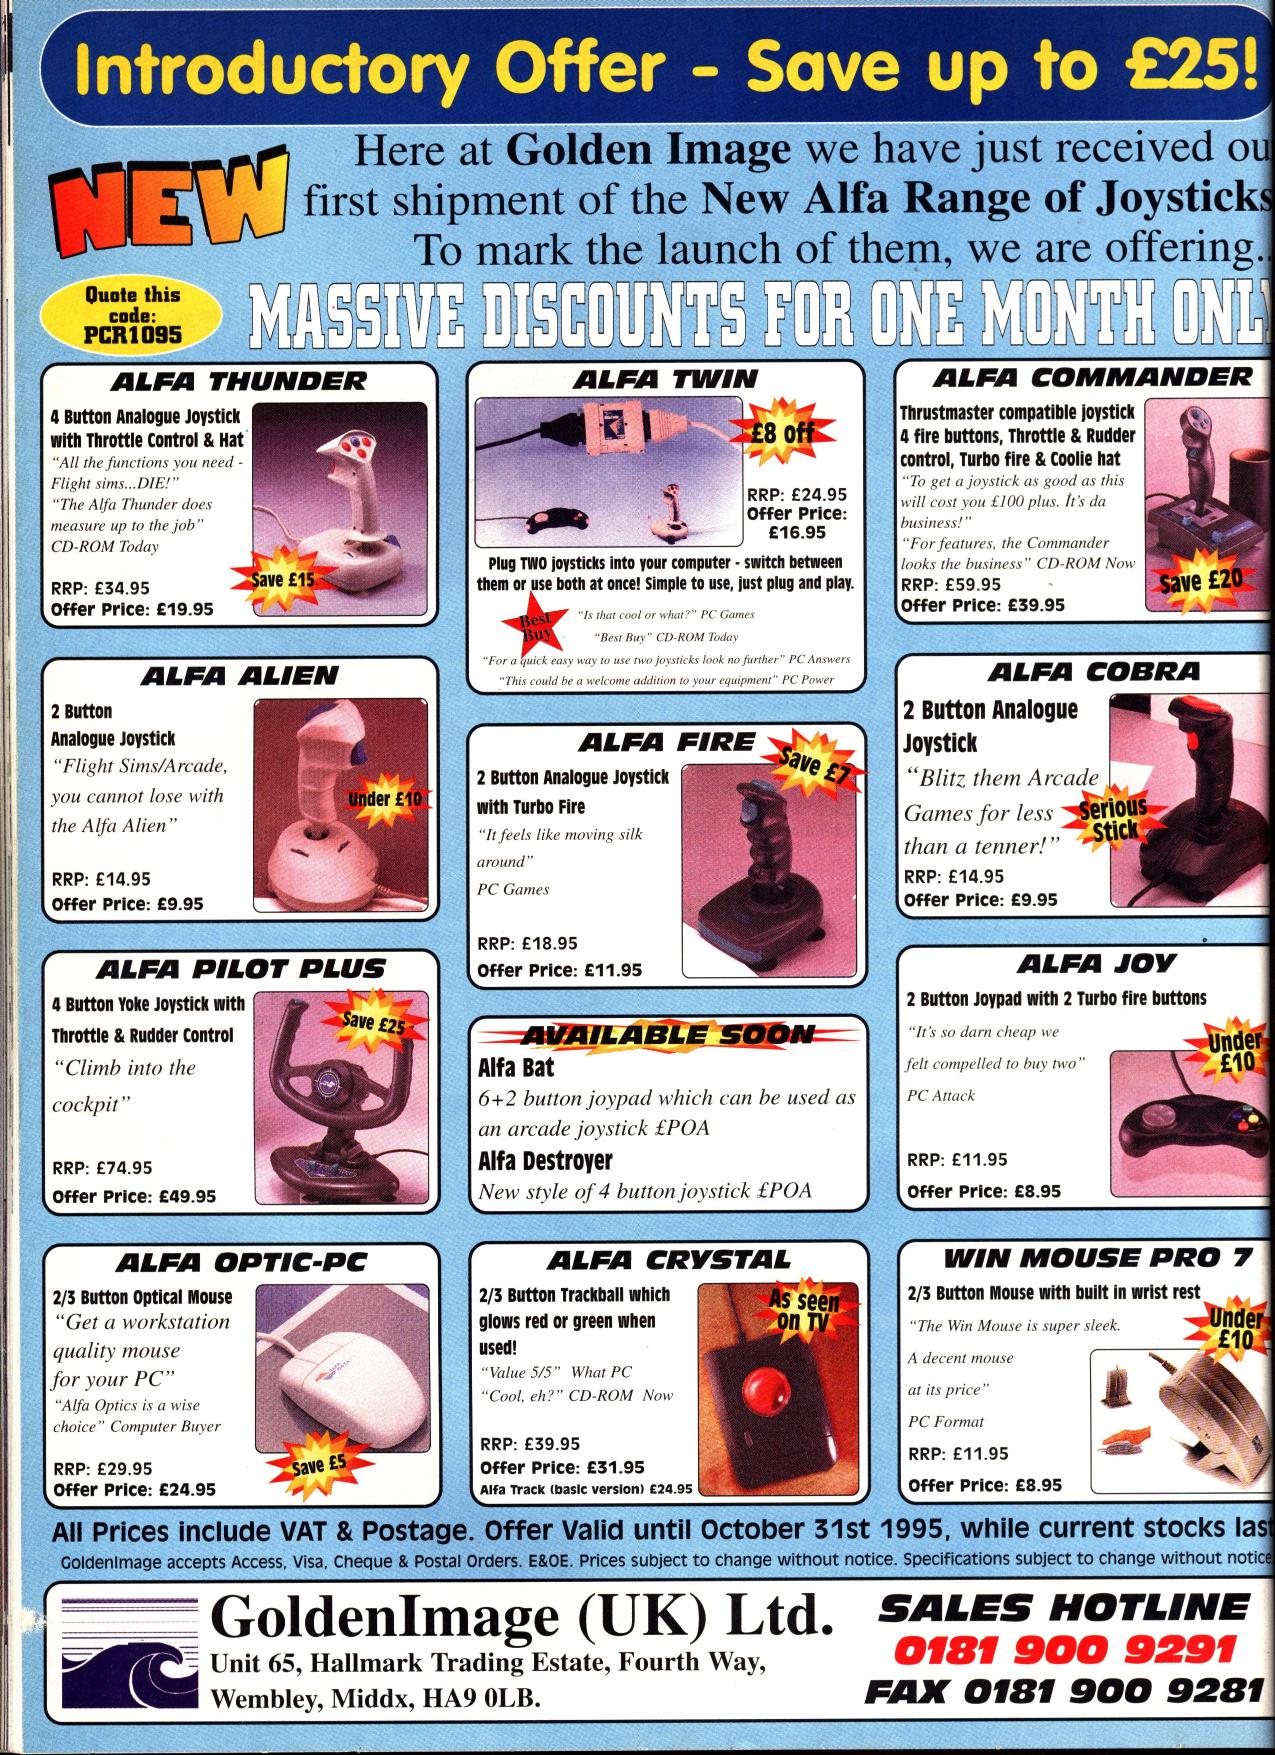 Introductory Offer - Save up to £25!
NEW
Here at Golden Image we have just received ou
first shipment of the New Alfa Range of Joysticks
To mark the launch of them, we are offering..
Quote this
code:
PCR1095
MASSIVE DISCOUNTS FOR ONE MONTH ONLY
ALFA THUNDER
4 Button Analogue Joystick
with Throttle Control & Hat
“All the functions you need -
Flight sims...DIE!”
“The Alfa Thunder does
measure up to the job”
CD-ROM Today
RRP: £34.95
Offer Price: £19.95
Save £15
ALFA TWIN
£8 off
RRP: £24.95
Offer Price:
£16.95
Plug TWO joysticks into your computer - switch between
them or use both at once! Simple to use, just plug and play.
Best
Buy
“Is that cool or what?” PC Games
“Best Buy” CD-ROM Today
“For a quick easy way to use two joysticks look no further” PC Answers
“This could be a welcome addition to your equipment” PC Power
ALFA COMMANDER
Thrustmaster compatible joystick
4 fire buttons, Throttle & Rudder
control, Turbo fire & Coolie hat
“To get a joystick as good as this
will cost you £100 plus. It's da
business!”
“For features, the Commander
looks the business” CD-ROM Now
RRP: £59.95
Offer Price: £39.95
Save £20
ALFA ALIEN
2 Button
Analogue Joystick
“Flight Sims/Arcade,
you cannot lose with
the Alfa Alien”
RRP: £14.95
Offer Price: £9.95
Under £10
ALFA FIRE
2 Button Analogue Joystick
with Turbo Fire
“It feels like moving silk
around”
PC Games
RRP: £18.95
Offer Price: £11.95
Save £7
ALFA COBRA
2 Button Analogue
Joystick
“Blitz them Arcade
Games for less
than a tenner!”
RRP: £14.95
Offer Price: £9.95
Serious
Stick
ALFA PILOT PLUS
4 Button Yoke Joystick with
Throttle & Rudder Control
“Climb into the
cockpit”
RRP: £74.95
Offer Price: £49.95
Save £25
AVAILABLE SOON
Alfa Bat
6+2 button joypad which can be used as
an arcade joystick £POA
Alfa Destroyer
New style of 4 button joystick £POA
ALFA JOY
2 Button Joypad with 2 Turbo fire buttons
“It's so darn cheap we
felt compelled to buy two”
PC Attack
RRP: £11.95
Offer Price: £8.95
Under
£10
ALFA OPTIC-PC
2/3 Button Optical Mouse
“Get a workstation
quality mouse
for your PC”
“Alfa Optics is a wise
choice” Computer Buyer
RRP: £29.95
Offer Price: £24.95
Save £5
ALFA CRYSTAL
2/3 Button Trackball which
glows red or green when
used!
“Value 5/5” What PC
“Cool, eh?” CD-ROM Now
RRP: £39.95
Offer Price: £31.95
Alfa Track (basic version) £24.95
As seen
on TV
WIN MOUSE PRO 7
2/3 Button Mouse with built in wrist rest
“The Win Mouse is super sleek.
A decent mouse
at its price”
PC Format
RRP: £11.95
Offer Price: £8.95
Under
£10
All Prices include VAT & Postage. Offer Valid until October 31st 1995, while current stocks last
GoldenImage accepts Access, Visa, Cheque & Postal Orders. E&OE. Prices subject to change without notice. Specifications subject to change without notice
GoldenImage (UK) Ltd.
Unit 65, Hallmark Trading Estate, Fourth Way,
Wembley, Middx, HA9 0LB.
SALES HOTLINE
0181 900 9291
FAX 0181 900 9281